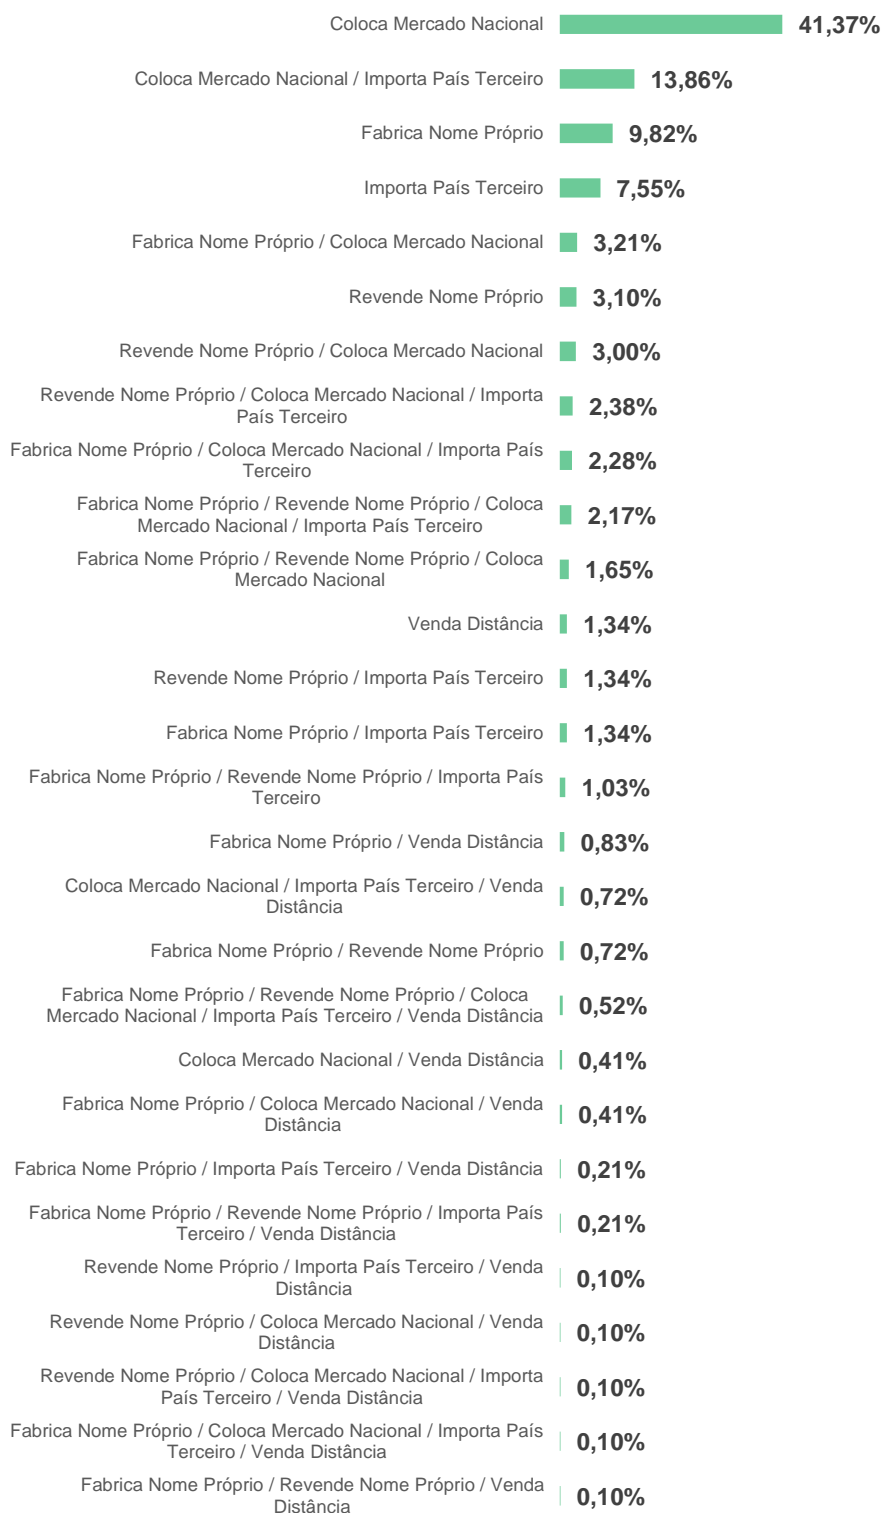 Coloca Mercado Nacional 41,37%
Coloca Mercado Nacional / Importa País Terceiro 13,86%
Fabrica Nome Próprio 9,82%
Importa País Terceiro 7,55%
Fabrica Nome Próprio / Coloca Mercado Nacional 3,21%
Revende Nome Próprio 3,10%
Revende Nome Próprio / Coloca Mercado Nacional 3,00%
Revende Nome Próprio / Coloca Mercado Nacional / Importa
País Terceiro 2,38%
Fabrica Nome Próprio / Coloca Mercado Nacional / Importa País
Terceiro 2,28%
Fabrica Nome Próprio / Revende Nome Próprio / Coloca
Mercado Nacional / Importa País Terceiro 2,17%
Fabrica Nome Próprio / Revende Nome Próprio / Coloca
Mercado Nacional 1,65%
Venda Distância 1,34%
Revende Nome Próprio / Importa País Terceiro 1,34%
Fabrica Nome Próprio / Importa País Terceiro 1,34%
Fabrica Nome Próprio / Revende Nome Próprio / Importa País
Terceiro 1,03%
Fabrica Nome Próprio / Venda Distância 0,83%
Coloca Mercado Nacional / Importa País Terceiro / Venda
Distância 0,72%
Fabrica Nome Próprio / Revende Nome Próprio 0,72%
Fabrica Nome Próprio / Revende Nome Próprio / Coloca
Mercado Nacional / Importa País Terceiro / Venda Distância 0,52%
Coloca Mercado Nacional / Venda Distância 0,41%
Fabrica Nome Próprio / Coloca Mercado Nacional / Venda
Distância 0,41%
Fabrica Nome Próprio / Importa País Terceiro / Venda Distância 0,21%
Fabrica Nome Próprio / Revende Nome Próprio / Importa País
Terceiro / Venda Distância 0,21%
Revende Nome Próprio / Importa País Terceiro / Venda
Distância 0,10%
Revende Nome Próprio / Coloca Mercado Nacional / Venda
Distância 0,10%
Revende Nome Próprio / Coloca Mercado Nacional / Importa
País Terceiro / Venda Distância 0,10%
Fabrica Nome Próprio / Coloca Mercado Nacional / Importa País
Terceiro / Venda Distância 0,10%
Fabrica Nome Próprio / Revende Nome Próprio / Venda
Distância 0,10%